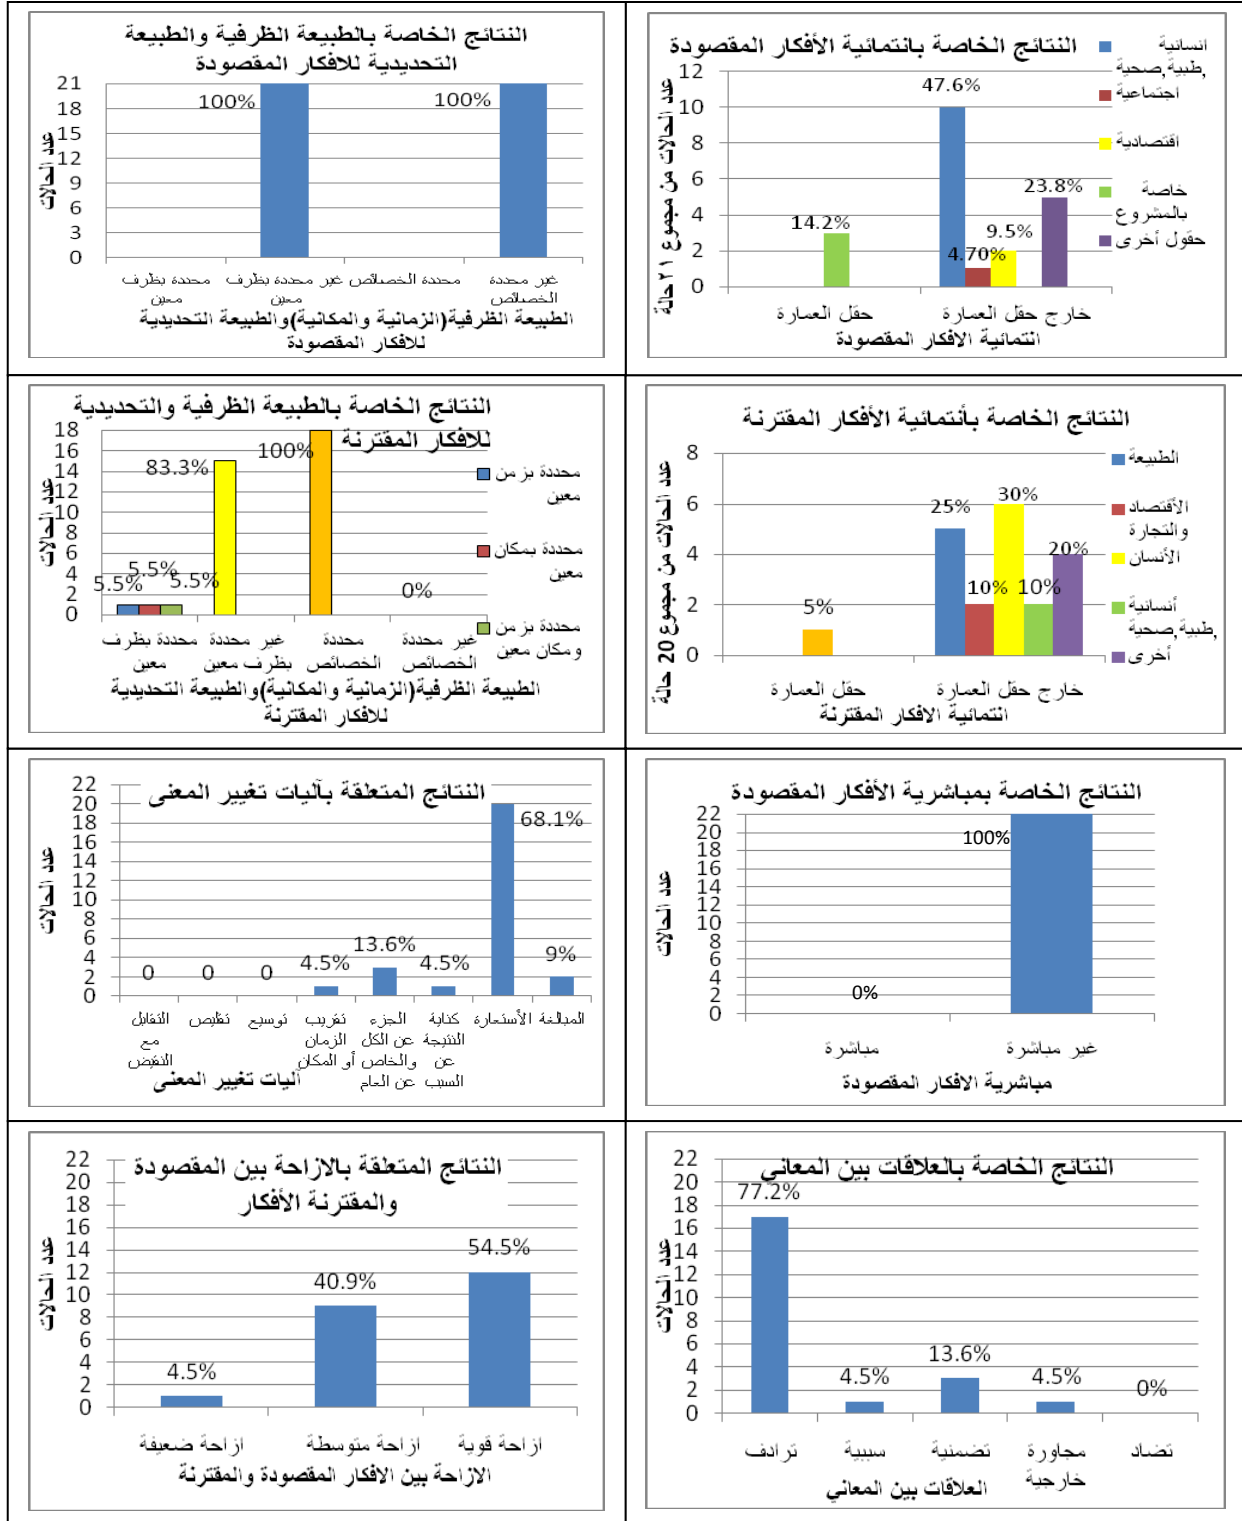 النتائج الخاصة بانتمائية الأفكار المقصودة
انسانية
,طبية,صحية
اجتماعية
اقتصادية
خاصة
بالمشروع
حقول أخرى
عدد الحالات من مجموع ٢١ حالة
12
10
8
6
4
2
0
14.2%
47.6%
4.70%
9.5%
23.8%
حقل العمارة
خارج حقل العمارة
انتمائية الافكار المقصودة
النتائج الخاصة بالطبيعة الظرفية والطبيعة
التحديدية للافكار المقصودة
عدد الحالات
21
18
15
12
9
6
3
0
100%
100%
محددة بظرف
معين
غير محددة بظرف
معين
محددة الخصائص
غير محددة
الخصائص
الطبيعة الظرفية(الزمانية والمكانية)والطبيعة التحديدية
للافكار المقصودة
النتائج الخاصة بأنتمائية الأفكار المقترنة
الطبيعة
الأقتصاد
والتجارة
الأنسان
أنسانية
,طبية,صحية
أخرى
عدد الحالات من مجموع 20 حالة
8
6
4
2
0
5%
25%
10%
30%
10%
20%
حقل العمارة
خارج حقل العمارة
انتمائية الافكار المقترنة
النتائج الخاصة بالطبيعة الظرفية والتحديدية
للافكار المقترنة
محددة بزمن
معين
محددة بمكان
معين
محددة بزمن
ومكان معين
عدد الحالات
18
16
14
12
10
8
6
4
2
0
5.5%
5.5%
5.5%
83.3%
100%
0%
محددة بظرف
معين
غير محددة
بظرف معين
محددة
الخصائص
غير محددة
الخصائص
الطبيعة الظرفية(الزمانية والمكانية)والطبيعة التحديدية
للافكار المقترنة
النتائج الخاصة بمباشرية الأفكار المقصودة
عدد الحالات
22
20
18
16
14
12
10
8
6
4
2
0
0%
100%
مباشرة
غير مباشرة
مباشرية الافكار المقصودة
النتائج المتعلقة بآليات تغيير المعنى
عدد الحالات
22
20
18
16
14
12
10
8
6
4
2
0
0
0
0
4.5%
13.6%
4.5%
68.1%
9%
التقابل
مع
النقيض
تقليص
توسيع
تقريب
الزمان
أو المكان
الجزء
عن الكل
والخاص
عن العام
كناية
النتيجة
عن
السبب
الأستعارة
المبالغة
آليات تغيير المعنى
النتائج الخاصة بالعلاقات بين المعاني
عدد الحالات
22
20
18
16
14
12
10
8
6
4
2
0
77.2%
4.5%
13.6%
4.5%
0%
ترادف
سببية
تضمنية
مجاورة
خارجية
تضاد
العلاقات بين المعاني
النتائج المتعلقة بالازاحة بين المقصودة
والمقترنة الأفكار
عدد الحالات
22
20
18
16
14
12
10
8
6
4
2
0
4.5%
40.9%
54.5%
ازاحة ضعيفة
ازاحة متوسطة
ازاحة قوية
الازاحة بين الافكار المقصودة والمقترنة